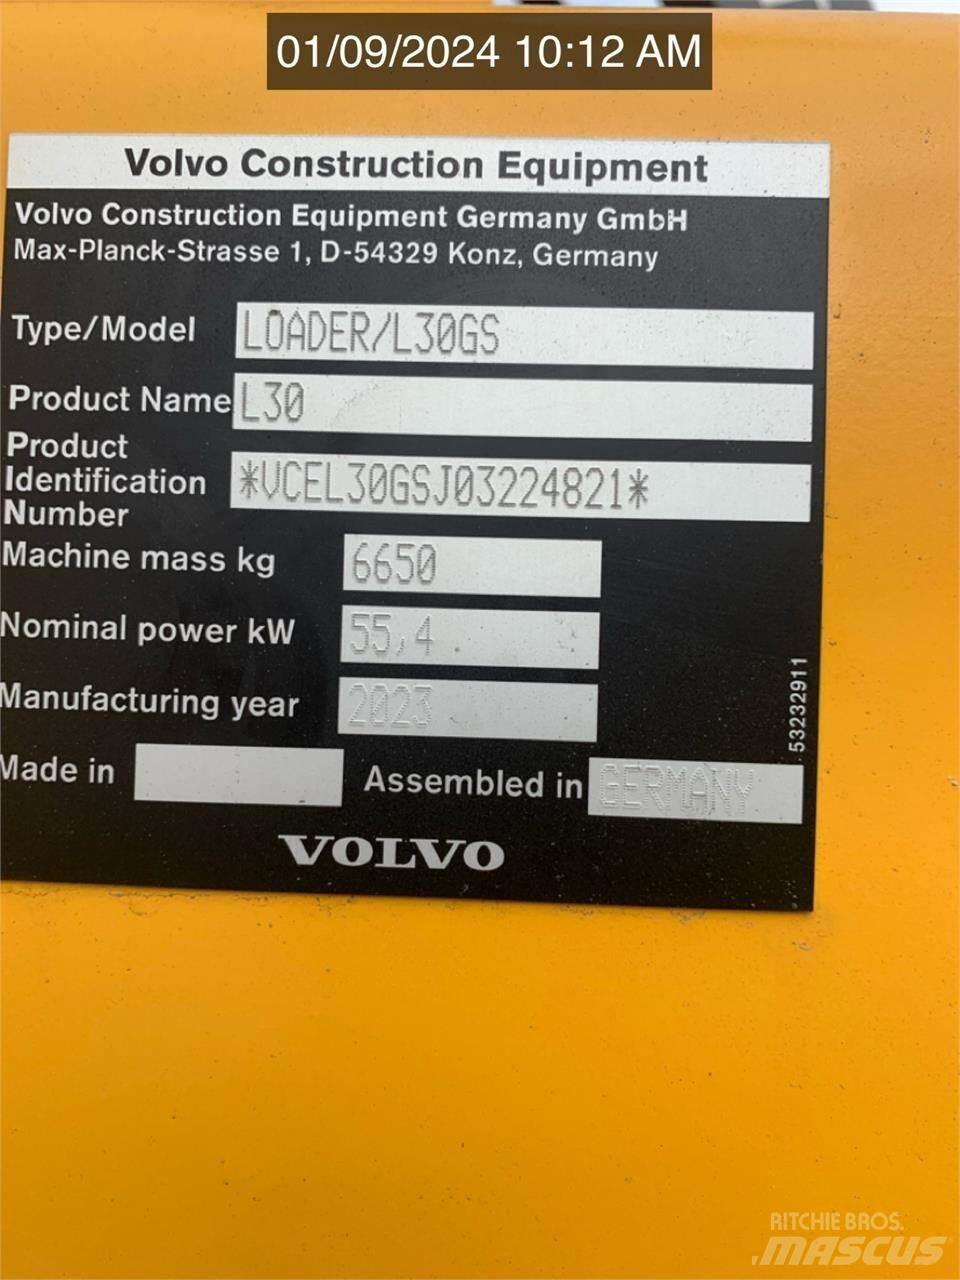 01/09/2024 10:12 AM
Volvo Construction Equipment
Volvo Construction Equipment Germany GmbH
Max-Planck-Strasse 1, D-54329 Konz, Germany
Type/Model LOADER/L30GS
Product Name L30
Product
Identification
Number *VCEL30GSJ03224821*
Machine mass kg 6650
Nominal power kW 55,4
Manufacturing year 2023
Made in
Assembled in GERMANY
53232911
VOLVO
RITCHIE BROS.
MASCUS